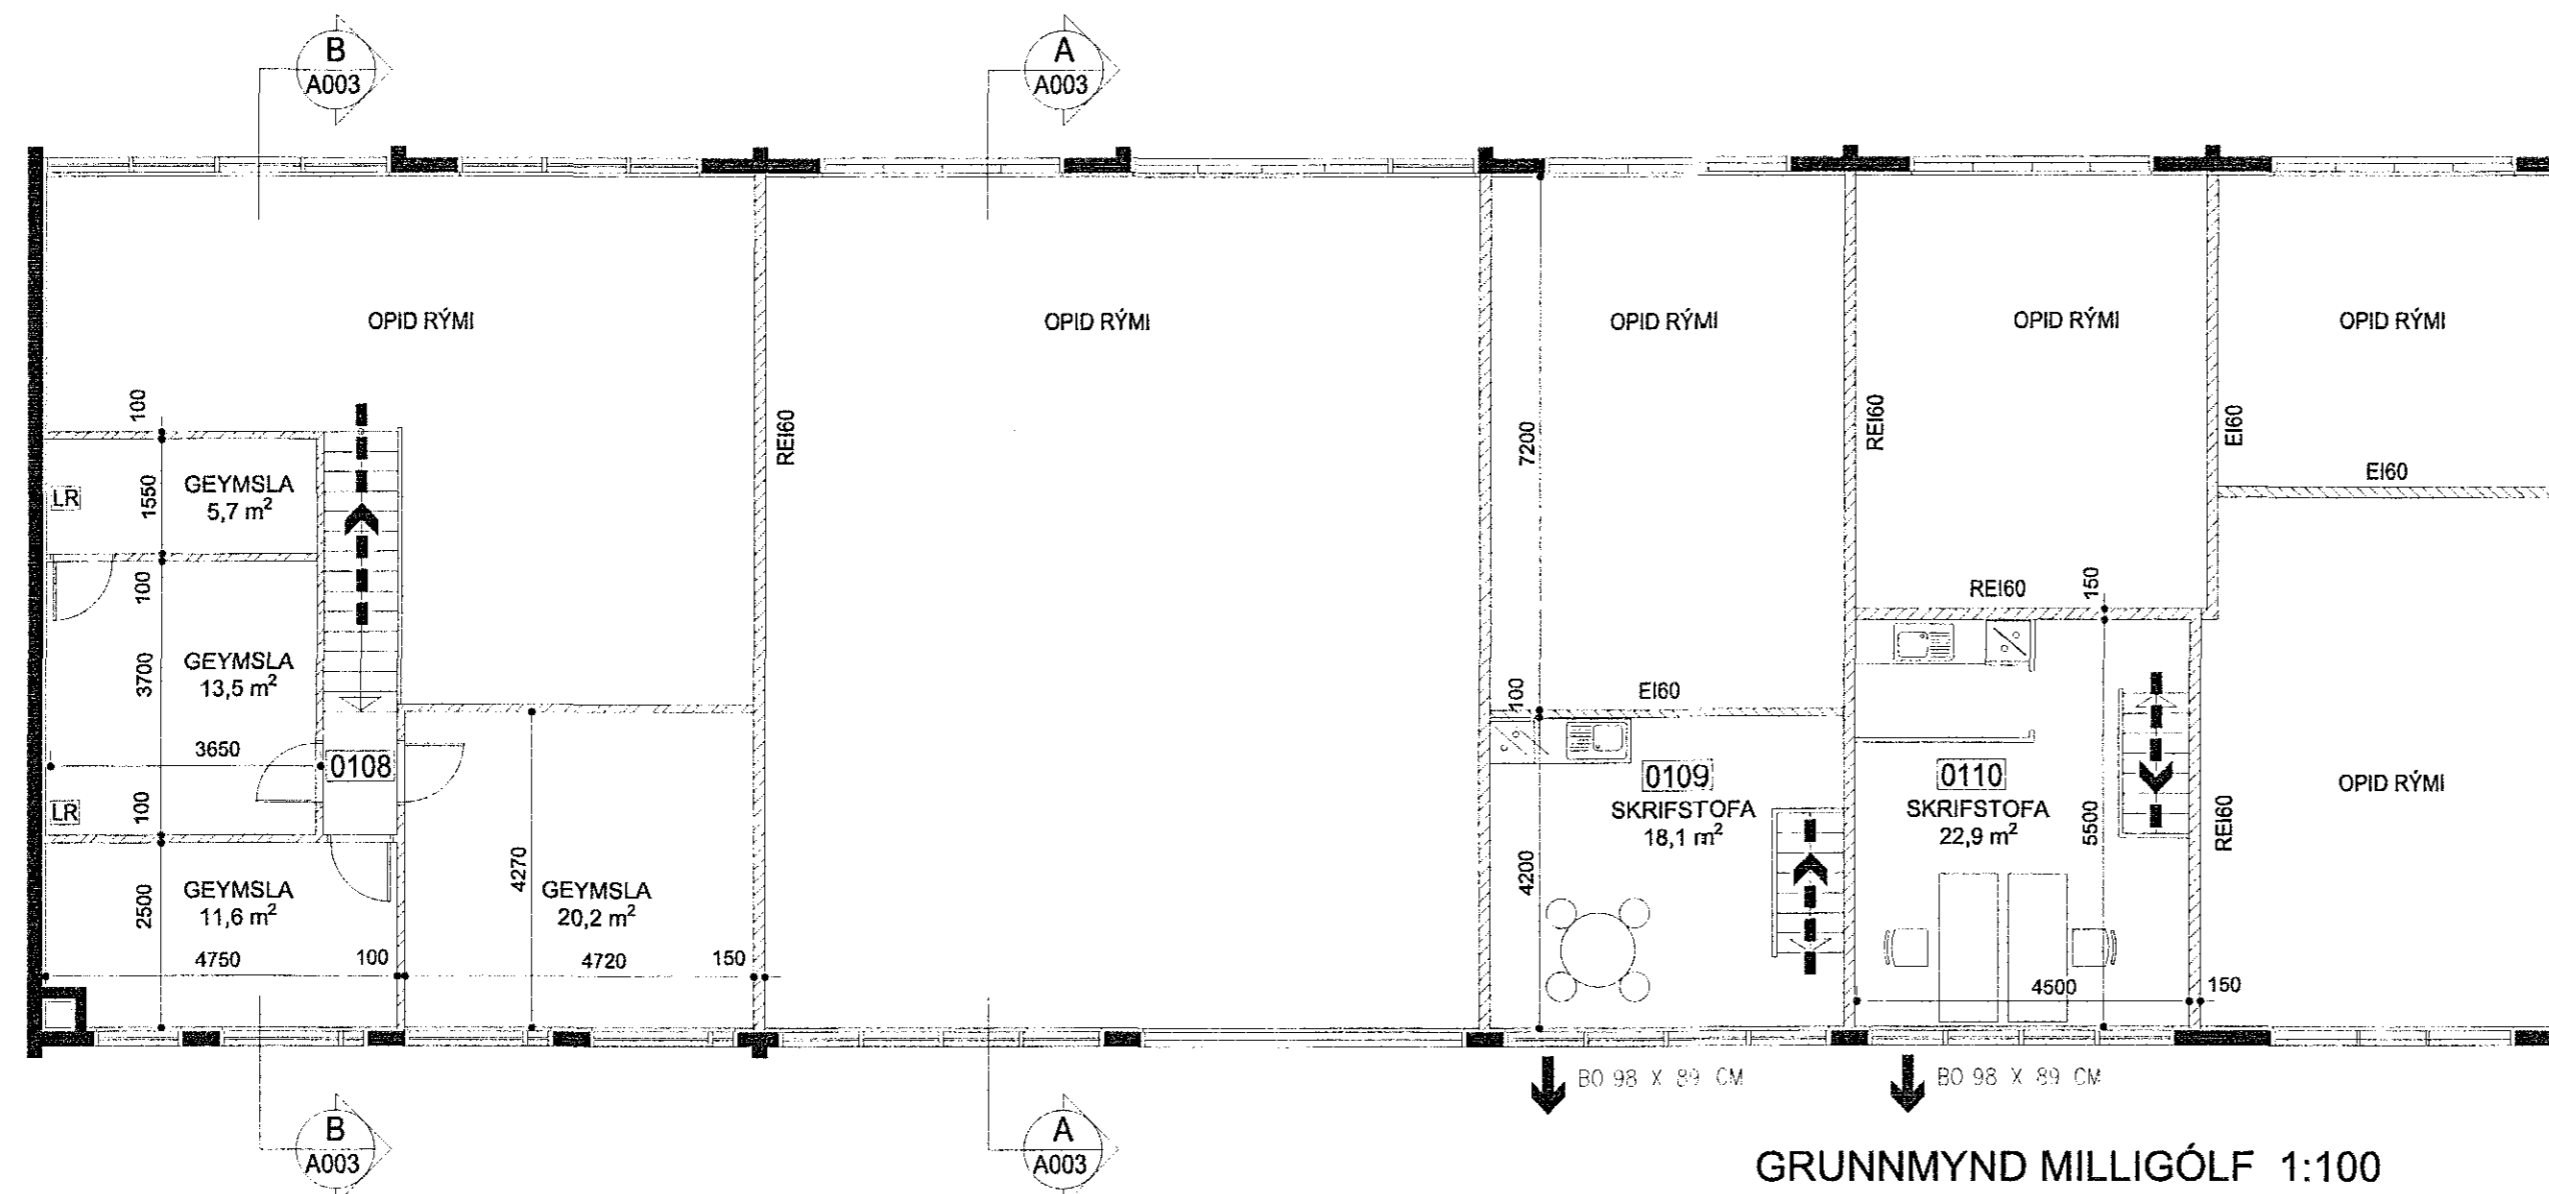 B
A003
A
A003
OPID RÝMI
OPID RÝMI
OPID RÝMI
OPID RÝMI
OPID RÝMI
100
REI60
7200
REI60
EI60
EI60
LR
1550
GEYMSLA
5,7 m²
100
REI60
150
3700
GEYMSLA
13,5 m²
100
EI60
3650
0108
LR
100
0109
SKRIFSTOFA
18,1 m²
0110
SKRIFSTOFA
22,9 m²
5500
REI60
OPID RÝMI
2500
GEYMSLA
11,6 m²
4270
GEYMSLA
20,2 m²
4200
4750
100
4720
150
4500
150
BO 98 X 89 CM
BO 98 X 89 CM
B
A003
A
A003
GRUNNMYND MILLIGÓLF 1:100